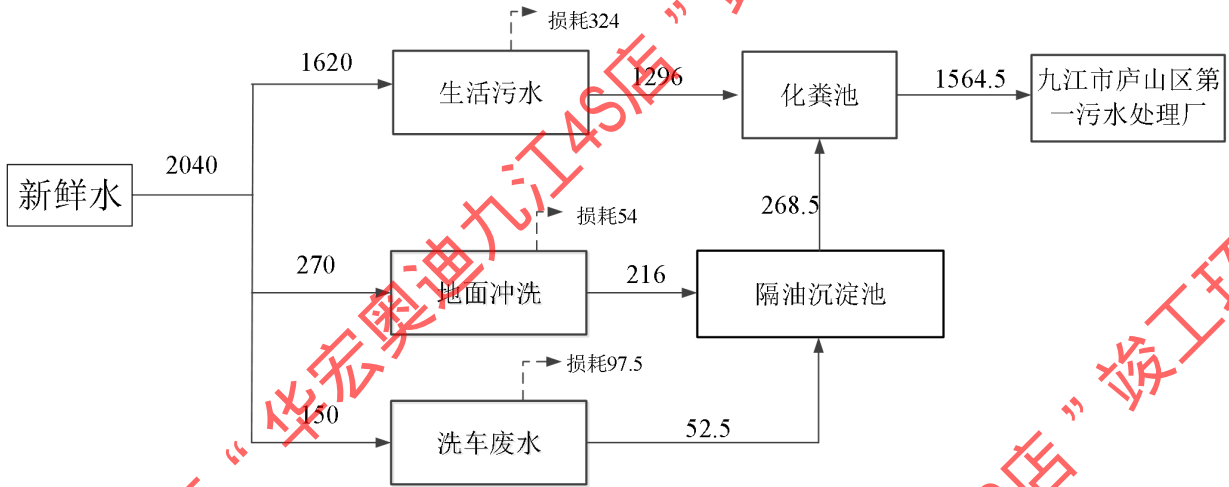 损耗324
1620
生活污水
1296
化粪池
1564.5
九江市庐山区第
一污水处理厂
新鲜水
2040
损耗54
268.5
270
地面冲洗
216
隔油沉淀池
损耗97.5
150
洗车废水
52.5
“华宏奥迪九江4S店”
店”竣工环